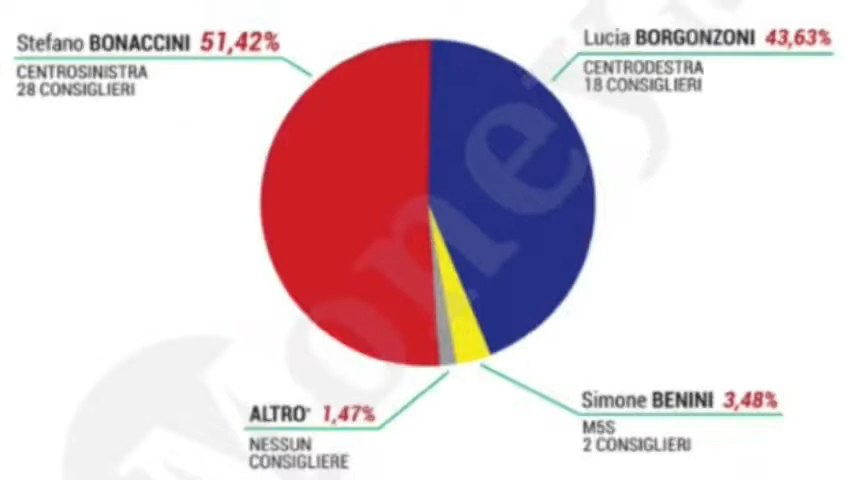 Stefano BONACCINI 51,42%
CENTROSINISTRA
28 CONSIGLIERI
Lucia BORGONZONI 43,63%
CENTRODESTRA
18 CONSIGLIERI
ALTRO* 1,47%
NESSUN
CONSIGLIERE
Simone BENINI 3,48%
M5S
2 CONSIGLIERI
Money